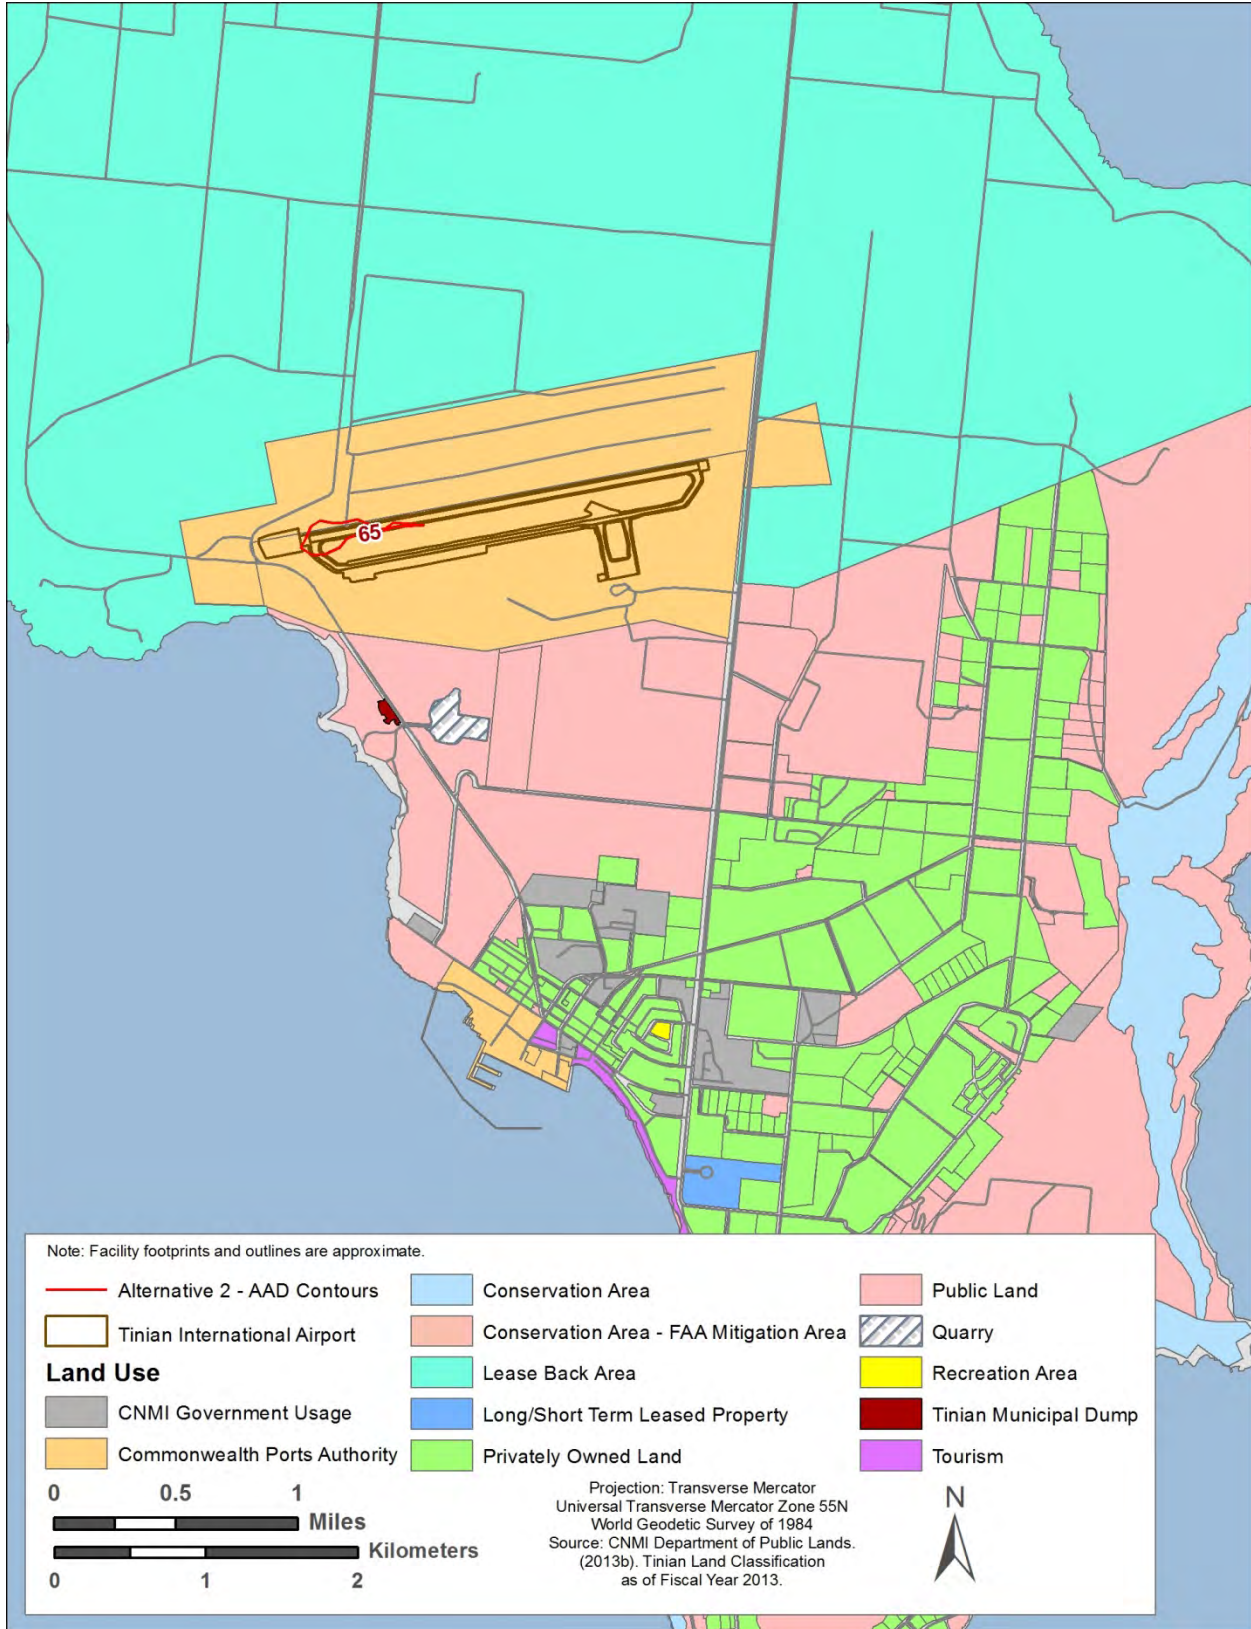 65
Note: Facility footprints and outlines are approximate.
Alternative 2 - AAD Contours
Tinian International Airport
Land Use
CNMI Government Usage
Commonwealth Ports Authority
Conservation Area
Conservation Area - FAA Mitigation Area
Lease Back Area
Long/Short Term Leased Property
Privately Owned Land
Public Land
Quarry
Recreation Area
Tinian Municipal Dump
Tourism
0 0.5 1
Miles
Kilometers
0 1 2
Projection: Transverse Mercator
Universal Transverse Mercator Zone 55N
World Geodetic Survey of 1984
Source: CNMI Department of Public Lands.
(2013b). Tinian Land Classification
as of Fiscal Year 2013.
N